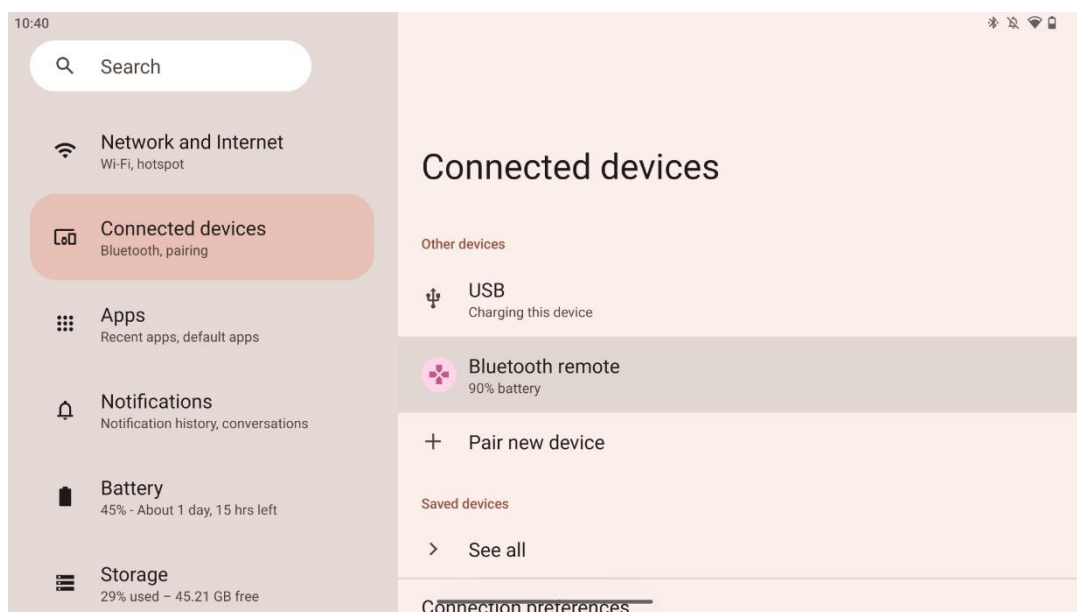 10:40
Search
Network and Internet
Wi-Fi, hotspot
Connected devices
Bluetooth, pairing
Apps
Recent apps, default apps
Notifications
Notification history, conversations
Battery
45% - About 1 day, 15 hrs left
Storage
29% used – 45.21 GB free
Connected devices
Other devices
USB
Charging this device
Bluetooth remote
90% battery
Pair new device
Saved devices
See all
Connection preferences